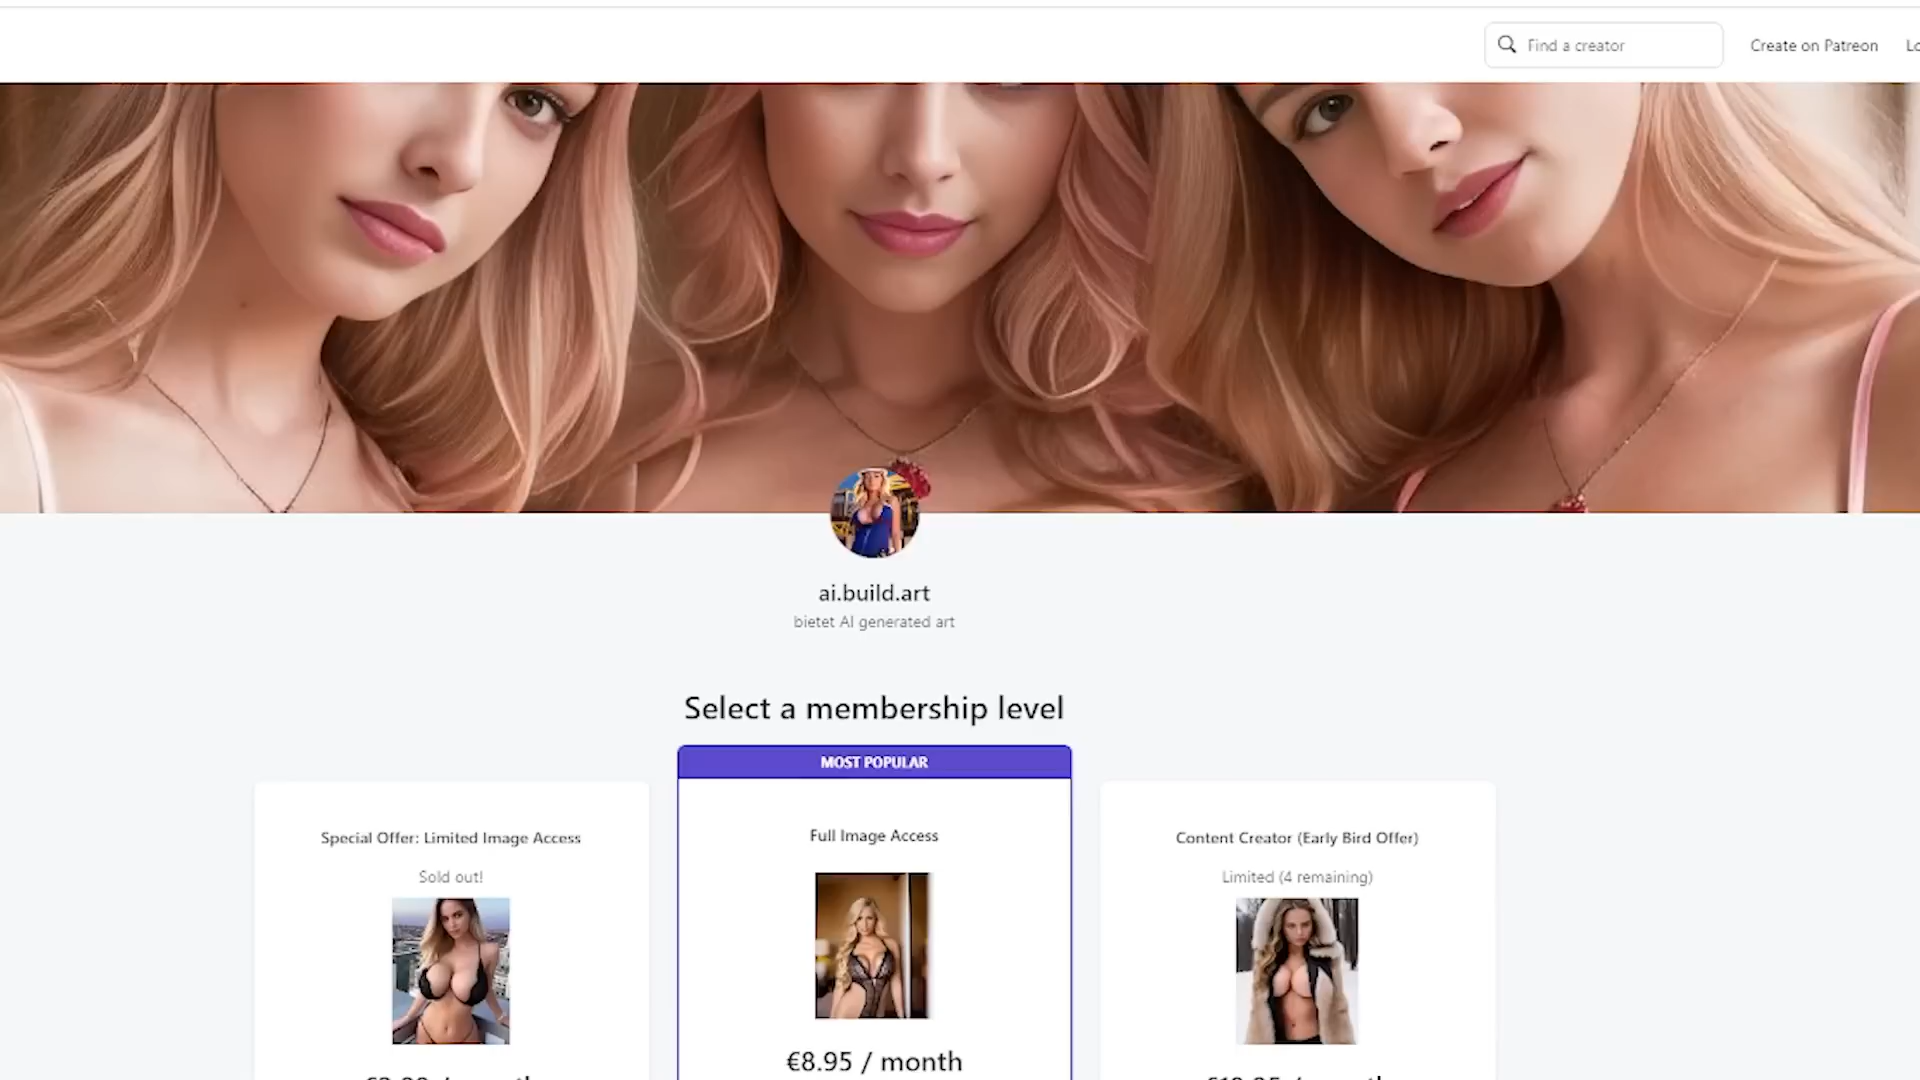 Find a creator
Create on Patreon
ai.build.art
bietet AI generated art
Select a membership level
MOST POPULAR
Special Offer: Limited Image Access
Full Image Access
Content Creator (Early Bird Offer)
Sold out!
Limited (4 remaining)
€8.95 / month